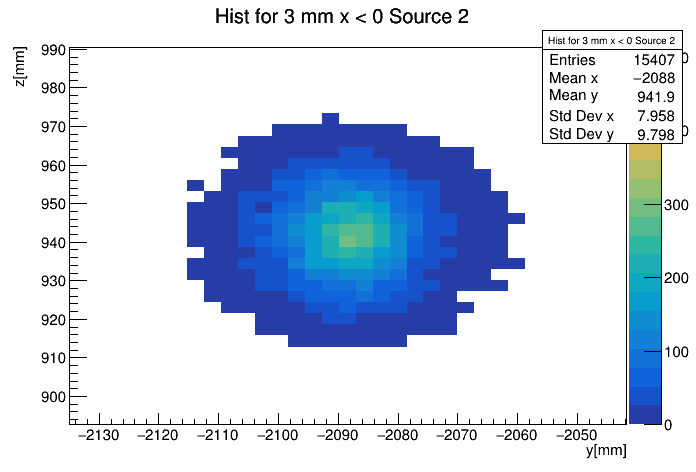 Hist for 3 mm x < 0 Source 2
Hist for 3 mm x < 0 Source 2
Entries 15407
Mean x −2088
Mean y 941.9
Std Dev x 7.958
Std Dev y 9.798
z[mm]
990
980
970
960
950
940
930
920
910
900
−2130 −2120 −2110 −2100 −2090 −2080 −2070 −2060 −2050
y[mm]
300
200
100
0